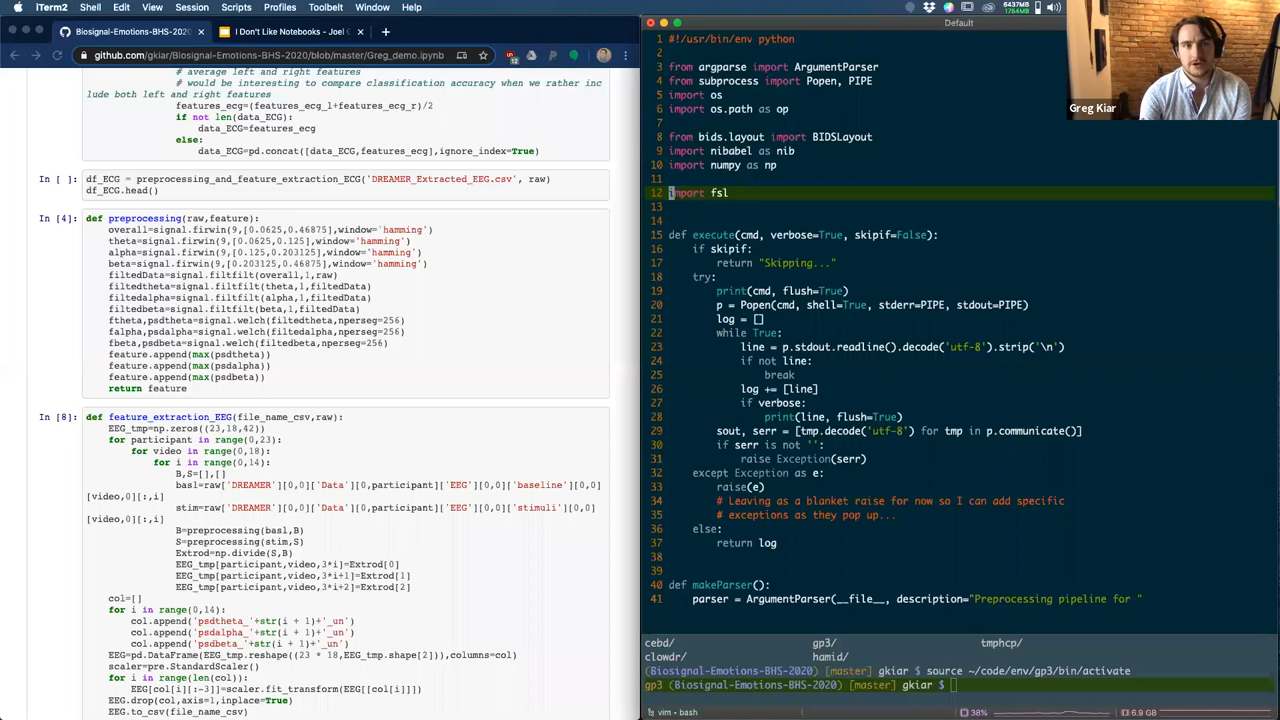 iTerm2 Shell Edit View Session Scripts Profiles Toolbelt Window Help
6437MB
1764MB
Biosignal-Emotions-BHS-2020
I Don't Like Notebooks - Joel G
github.com/gkiar/Biosignal-Emotions-BHS-2020/blob/master/Greg_demo.ipynb
12
# average left and right features
# would be interesting to compare classification accuracy when we rather inc
lude both left and right features
features_ecg=(features_ecg_l+features_ecg_r)/2
if not len(data_ECG):
data_ECG=features_ecg
else:
data_ECG=pd.concat([data_ECG,features_ecg],ignore_index=True)
In [ ]: df_ECG = preprocessing_and_feature_extraction_ECG('DREAMER_Extracted_EEG.csv', raw)
df_ECG.head()
In [4]: def preprocessing(raw,feature):
overall=signal.firwin(9,[0.0625,0.46875],window='hamming')
theta=signal.firwin(9,[0.0625,0.125],window='hamming')
alpha=signal.firwin(9,[0.125,0.203125],window='hamming')
beta=signal.firwin(9,[0.203125,0.46875],window='hamming')
filtedData=signal.filtfilt(overall,1,raw)
filtedtheta=signal.filtfilt(theta,1,filtedData)
filtedalpha=signal.filtfilt(alpha,1,filtedData)
filtedbeta=signal.filtfilt(beta,1,filtedData)
ftheta,psdtheta=signal.welch(filtedtheta,nperseg=256)
falpha,psdalpha=signal.welch(filtedalpha,nperseg=256)
fbeta,psdbeta=signal.welch(filtedbeta,nperseg=256)
feature.append(max(psdtheta))
feature.append(max(psdalpha))
feature.append(max(psdbeta))
return feature
In [8]: def feature_extraction_EEG(file_name_csv,raw):
EEG_tmp=np.zeros((23,18,42))
for participant in range(0,23):
for video in range(0,18):
for i in range(0,14):
B,S=[],[]
basl=raw['DREAMER'][0,0]['Data'][0,participant]['EEG'][0,0]['baseline'][0,0]
[video,0][:,i]
stim=raw['DREAMER'][0,0]['Data'][0,participant]['EEG'][0,0]['stimuli'][0,0]
[video,0][:,i]
B=preprocessing(basl,B)
S=preprocessing(stim,S)
Extrod=np.divide(S,B)
EEG_tmp[participant,video,3*i]=Extrod[0]
EEG_tmp[participant,video,3*i+1]=Extrod[1]
EEG_tmp[participant,video,3*i+2]=Extrod[2]
col=[]
for i in range(0,14):
col.append('psdtheta_'+str(i + 1)+'_un')
col.append('psdalpha_'+str(i + 1)+'_un')
col.append('psdbeta_'+str(i + 1)+'_un')
EEG=pd.DataFrame(EEG_tmp.reshape((23 * 18,EEG_tmp.shape[2])),columns=col)
scaler=pre.StandardScaler()
for i in range(len(col)):
EEG[col[i][:-3]]=scaler.fit_transform(EEG[[col[i]]])
EEG.drop(col,axis=1,inplace=True)
EEG.to_csv(file_name_csv)
Default
1 #!/usr/bin/env python
2
3 from argparse import ArgumentParser
4 from subprocess import Popen, PIPE
5 import os
6 import os.path as op
7
8 from bids.layout import BIDSLayout
9 import nibabel as nib
10 import numpy as np
11
12 import fsl
13
14
15 def execute(cmd, verbose=True, skipif=False):
16 if skipif:
17 return "Skipping..."
18 try:
19 print(cmd, flush=True)
20 p = Popen(cmd, shell=True, stderr=PIPE, stdout=PIPE)
21 log = []
22 while True:
23 line = p.stdout.readline().decode('utf-8').strip('\n')
24 if not line:
25 break
26 log += [line]
27 if verbose:
28 print(line, flush=True)
29 sout, serr = [tmp.decode('utf-8') for tmp in p.communicate()]
30 if serr is not '':
31 raise Exception(serr)
32 except Exception as e:
33 raise(e)
34 # Leaving as a blanket raise for now so I can add specific
35 # exceptions as they pop up...
36 else:
37 return log
38
39
40 def makeParser():
41 parser = ArgumentParser(__file__, description="Preprocessing pipeline for "
cebd/ gp3/ tmphcp/
clowdr/ hamid/
(Biosignal-Emotions-BHS-2020) [master] gkiar $ source ~/code/env/gp3/bin/activate
gp3 (Biosignal-Emotions-BHS-2020) [master] gkiar $
vim - bash 38% 6.9 GB
Greg Kiar